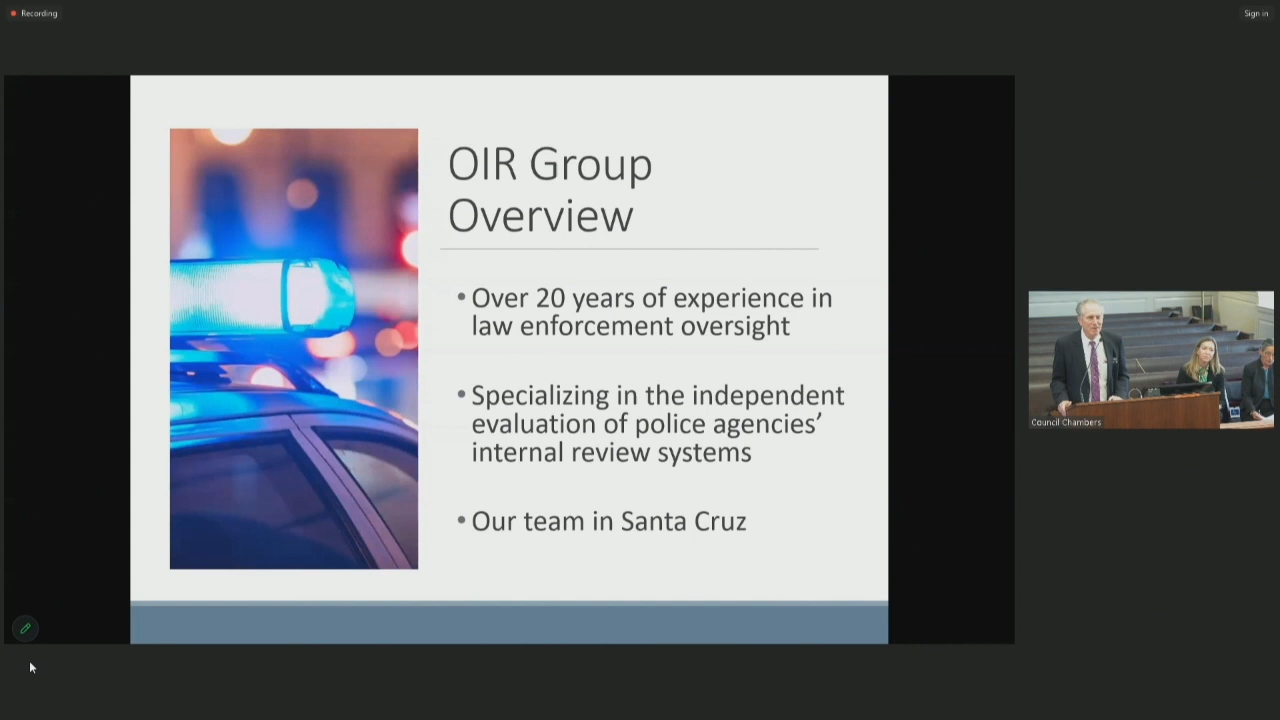 Recording
Sign in
OIR Group
Overview
• Over 20 years of experience in
law enforcement oversight
• Specializing in the independent
evaluation of police agencies’
internal review systems
• Our team in Santa Cruz
Council Chambers